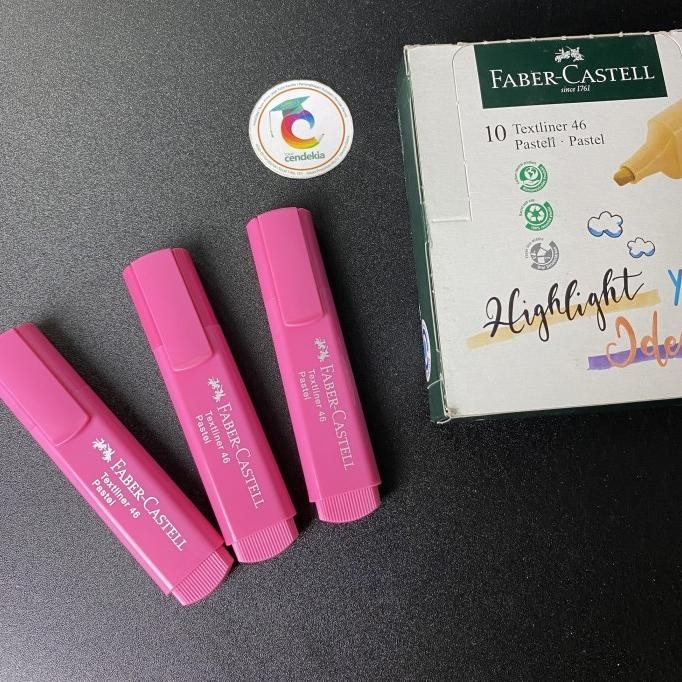 cendekia
FABER-CASTELL
since 1761
10 Textliner 46
Pastell · Pastel
Highlight
FABER-CASTELL
Textliner 46
Pastel
FABER-CASTELL
Textliner 46
Pastel
FABER-CASTELL
Textliner 46
Pastel